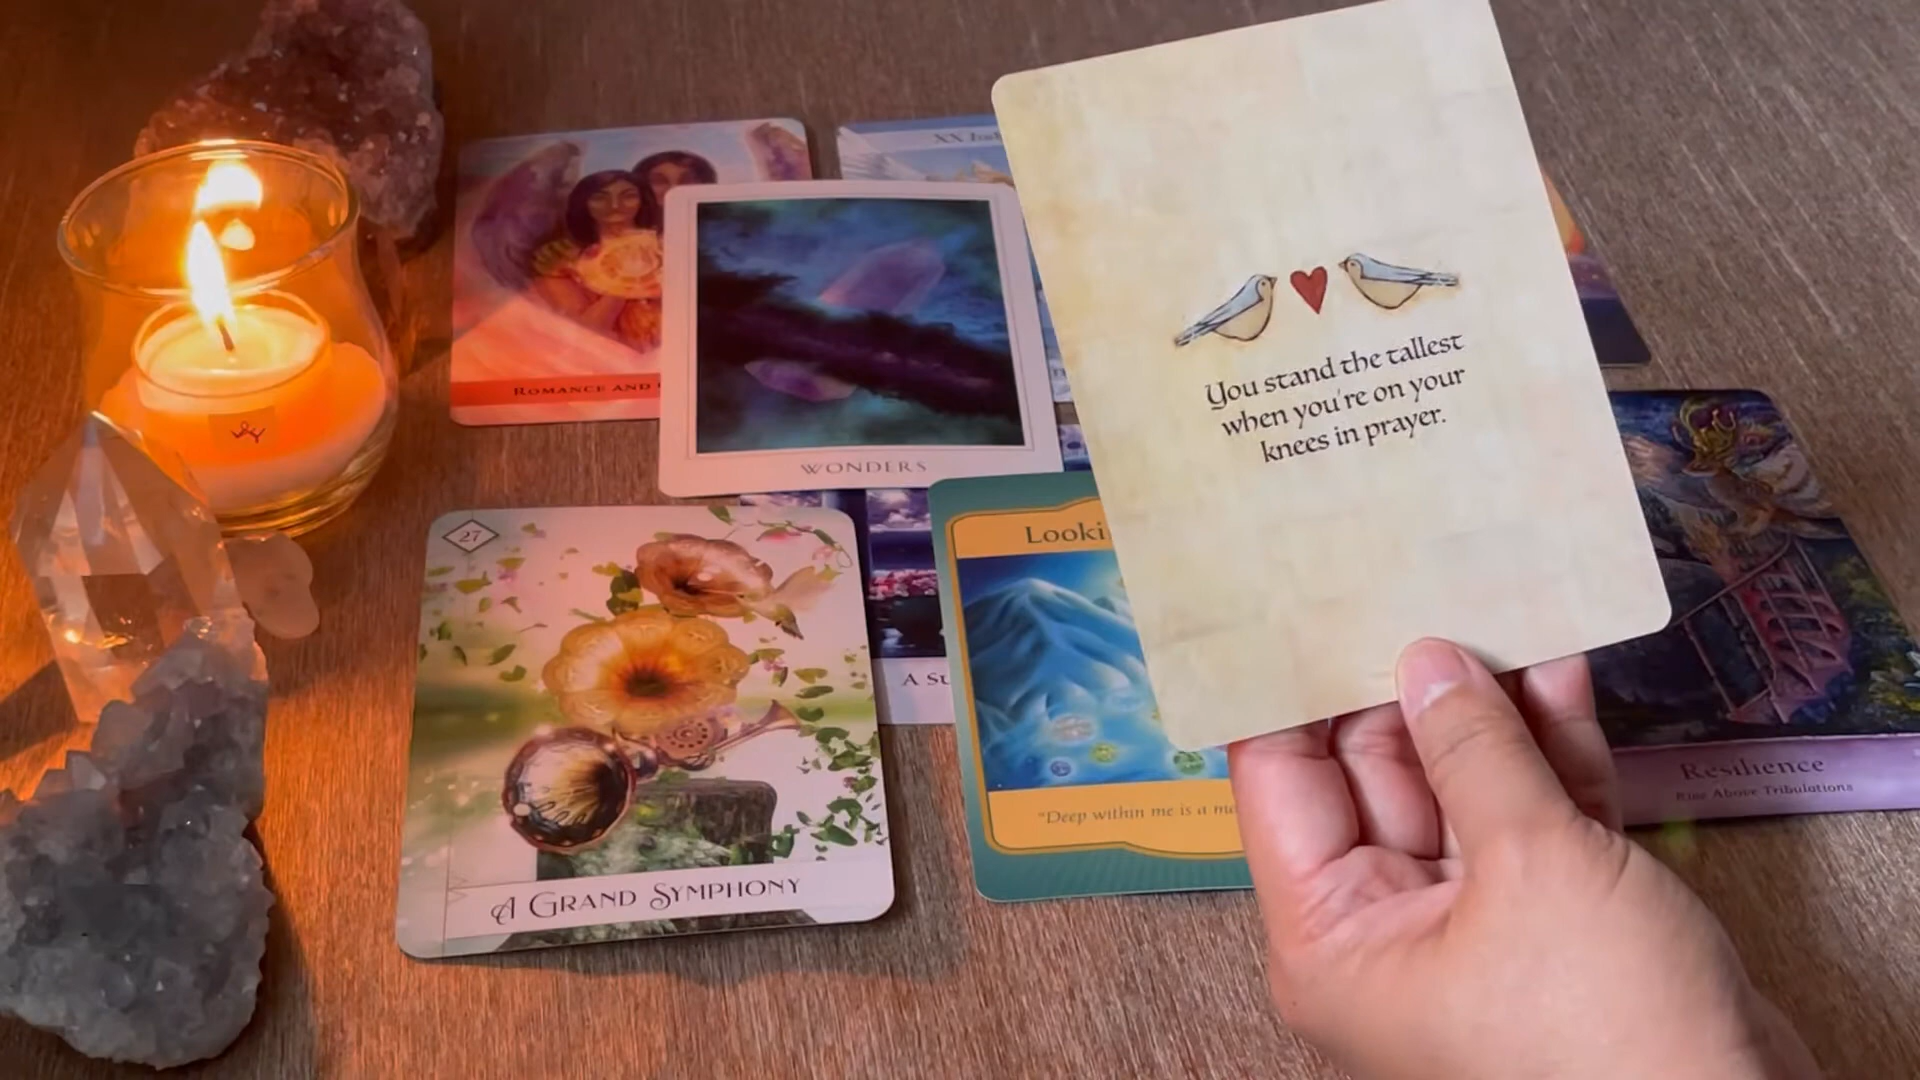 XX
ROMANCE AND
WONDERS
You stand the tallest
when you're on your
knees in prayer.
27
A GRAND SYMPHONY
A
Looki
"Deep within me is a
Resilience
Rise Above Tribulations